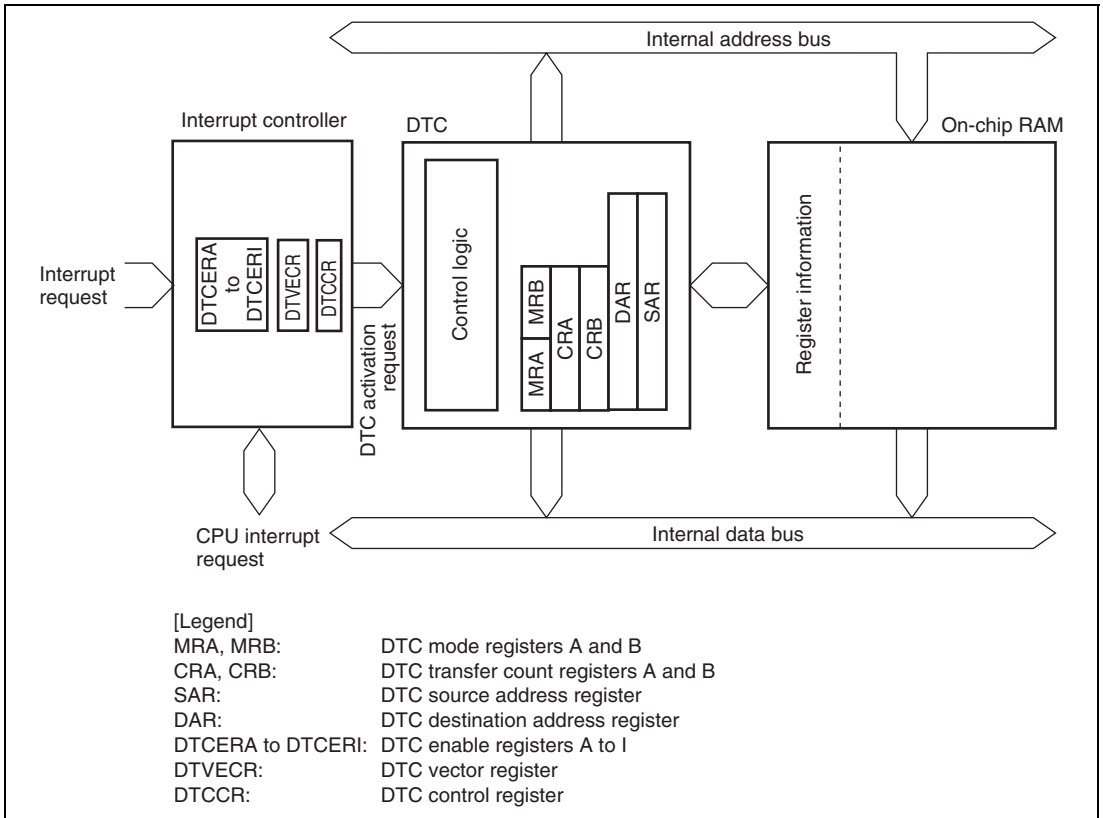 Internal address bus
Interrupt controller
DTC
On-chip RAM
Interrupt
request
DTCERA
to
DTCERI
DTVECR
DTCCR
DTC activation
request
Control logic
MRA
MRB
CRA
CRB
DAR
SAR
Register information
CPU interrupt
request
Internal data bus
[Legend]
MRA, MRB: DTC mode registers A and B
CRA, CRB: DTC transfer count registers A and B
SAR: DTC source address register
DAR: DTC destination address register
DTCERA to DTCERI: DTC enable registers A to I
DTVECR: DTC vector register
DTCCR: DTC control register